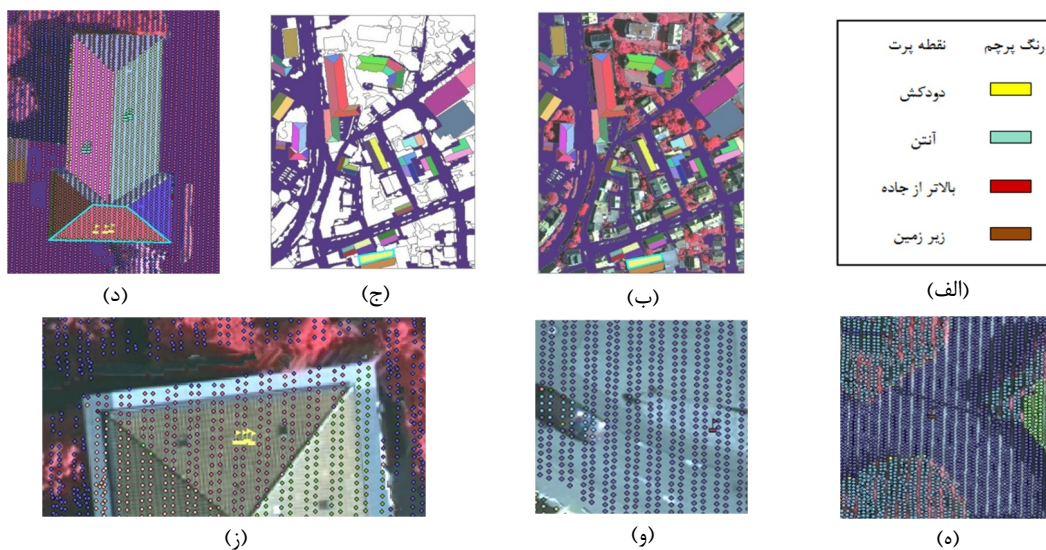 رنگ پرچم
نقطه پرت
دودکش
آنتن
بالاتر از جاده
زیر زمین
(الف)
(ب)
(ج)
(د)
(ه)
(و)
(ز)